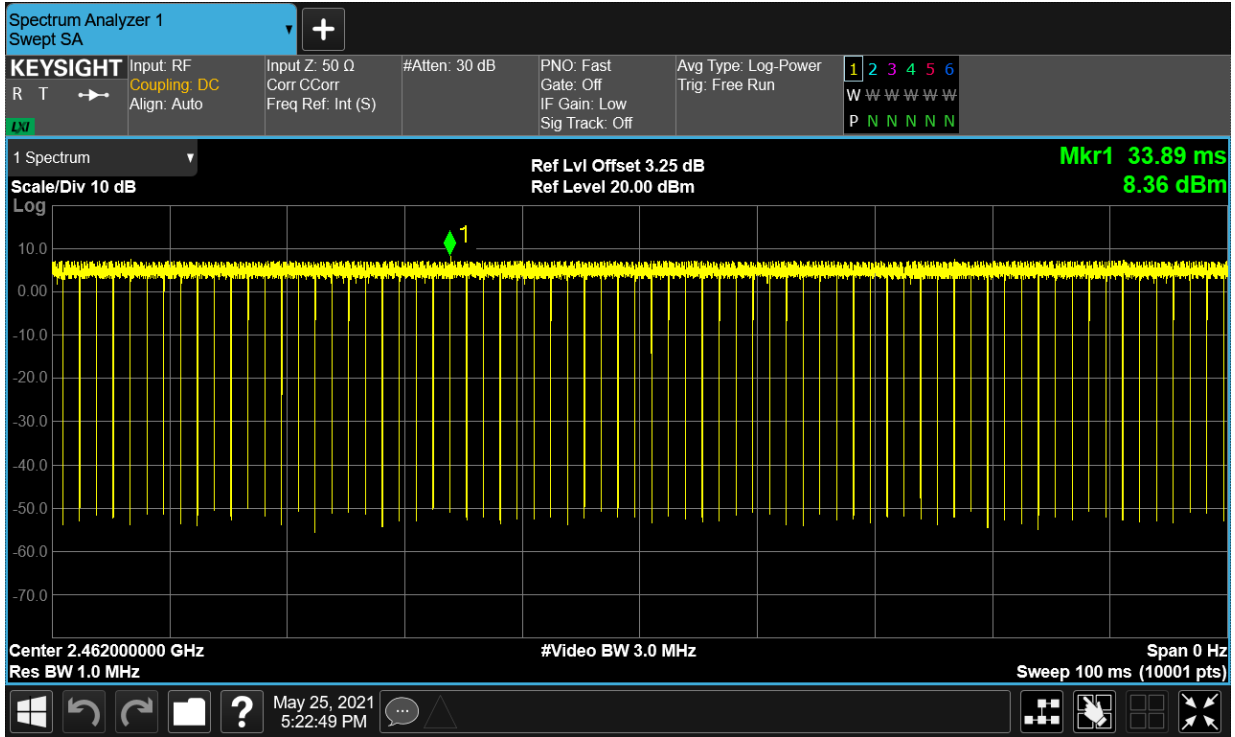 Spectrum Analyzer 1
Swept SA
KEYSIGHT
R T
LXI
Input: RF
Coupling: DC
Align: Auto
Input Z: 50 Ω
Corr CCorr
Freq Ref: Int (S)
#Atten: 30 dB
PNO: Fast
Gate: Off
IF Gain: Low
Sig Track: Off
Avg Type: Log-Power
Trig: Free Run
1 2 3 4 5 6
W W W W W W
P N N N N N
1 Spectrum
Scale/Div 10 dB
Ref Lvl Offset 3.25 dB
Ref Level 20.00 dBm
Mkr1 33.89 ms
8.36 dBm
Log
1
10.0
0.00
-10.0
-20.0
-30.0
-40.0
-50.0
-60.0
-70.0
Center 2.462000000 GHz
Res BW 1.0 MHz
#Video BW 3.0 MHz
Span 0 Hz
Sweep 100 ms (10001 pts)
?
May 25, 2021
5:22:49 PM